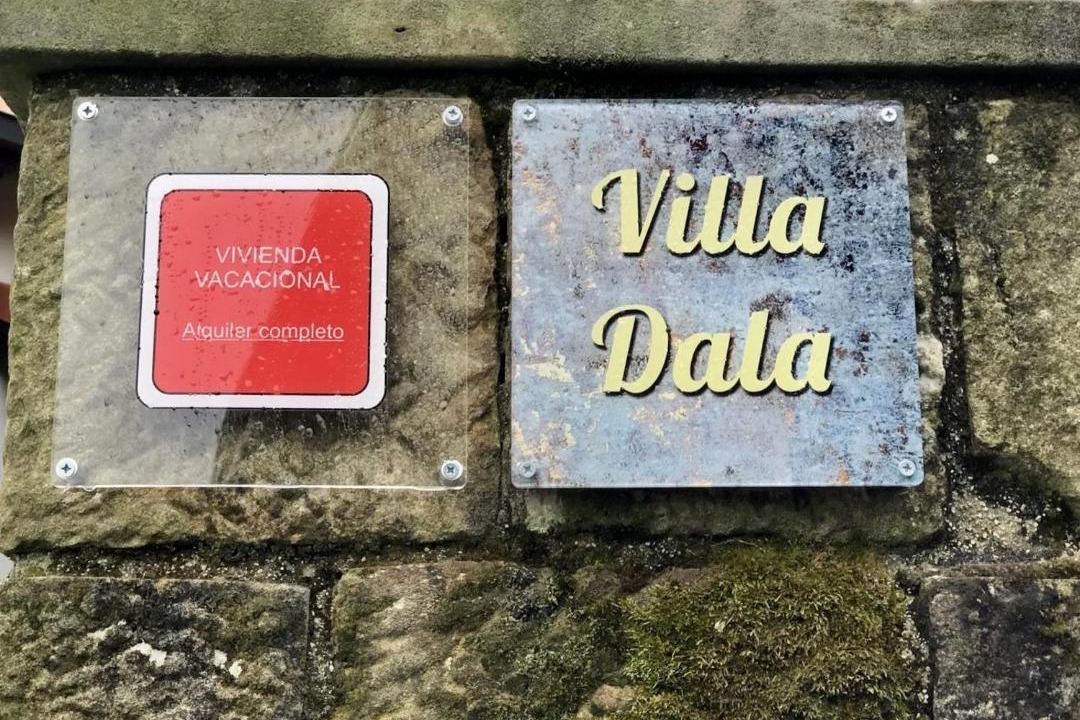 VIVIENDA
VACACIONAL
Alquiler completo
Villa
Dala